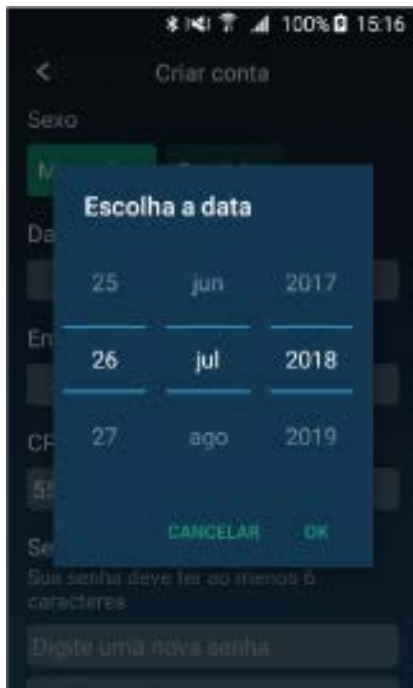 100% 15:16
< Criar conta
Sexo
Escolha a data
25 jun 2017
26 jul 2018
27 ago 2019
CANCELAR OK
Sua senha deve ter ao menos 6
caracteres
Digite uma nova senha